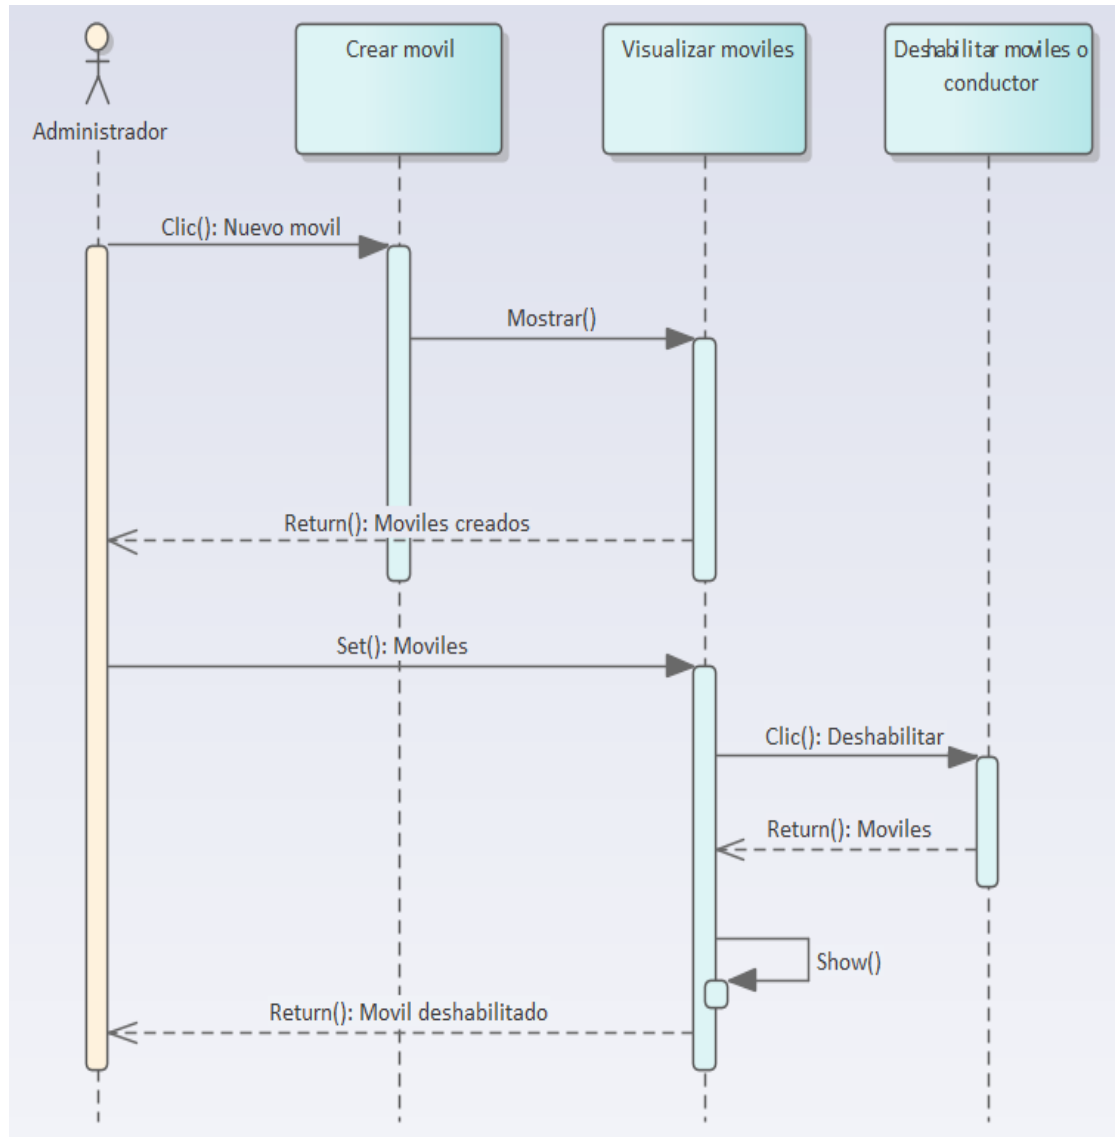 Crear movil
Visualizar moviles
Deshabilitar moviles o
conductor
Administrador
Clic(): Nuevo movil
Mostrar()
Return(): Moviles creados
Set(): Moviles
Clic(): Deshabilitar
Return(): Moviles
Show()
Return(): Movil deshabilitado